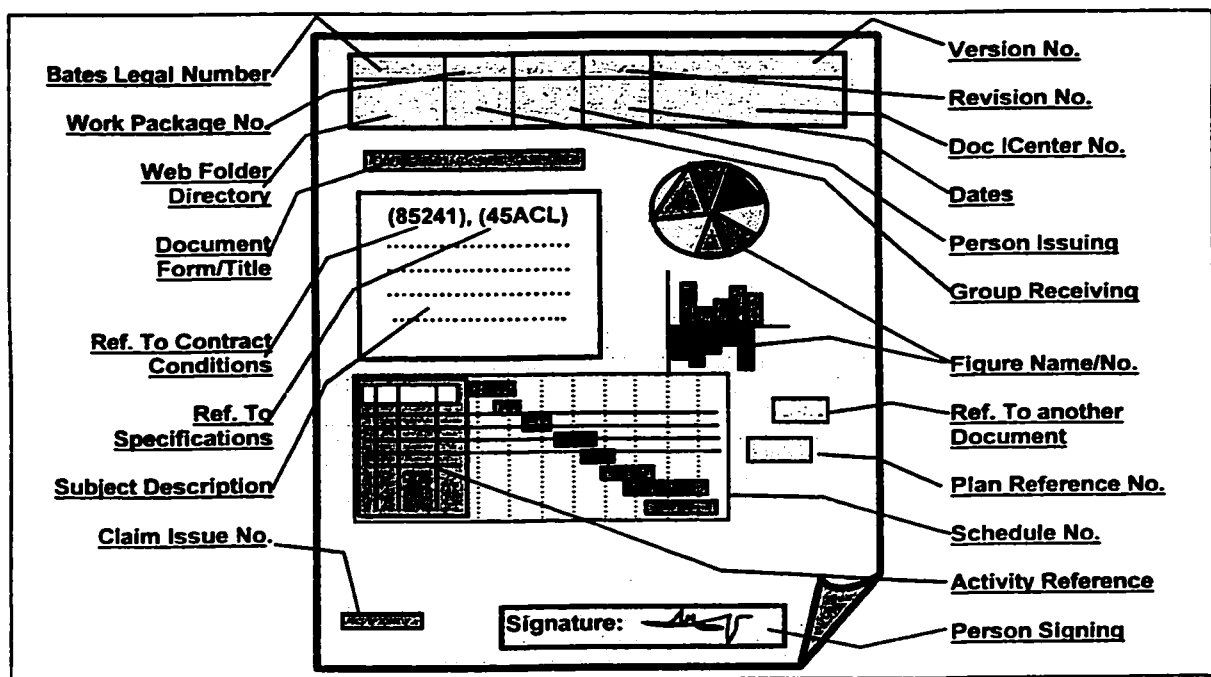 Bates Legal Number
Work Package No.
Web Folder
Directory
Document
Form/Title
Ref. To Contract
Conditions
Ref. To
Specifications
Subject Description
Claim Issue No.
(85241), (45ACL)
Signature:
Version No.
Revision No.
Doc ICenter No.
Dates
Person Issuing
Group Receiving
Figure Name/No.
Ref. To another
Document
Plan Reference No.
Schedule No.
Activity Reference
Person Signing